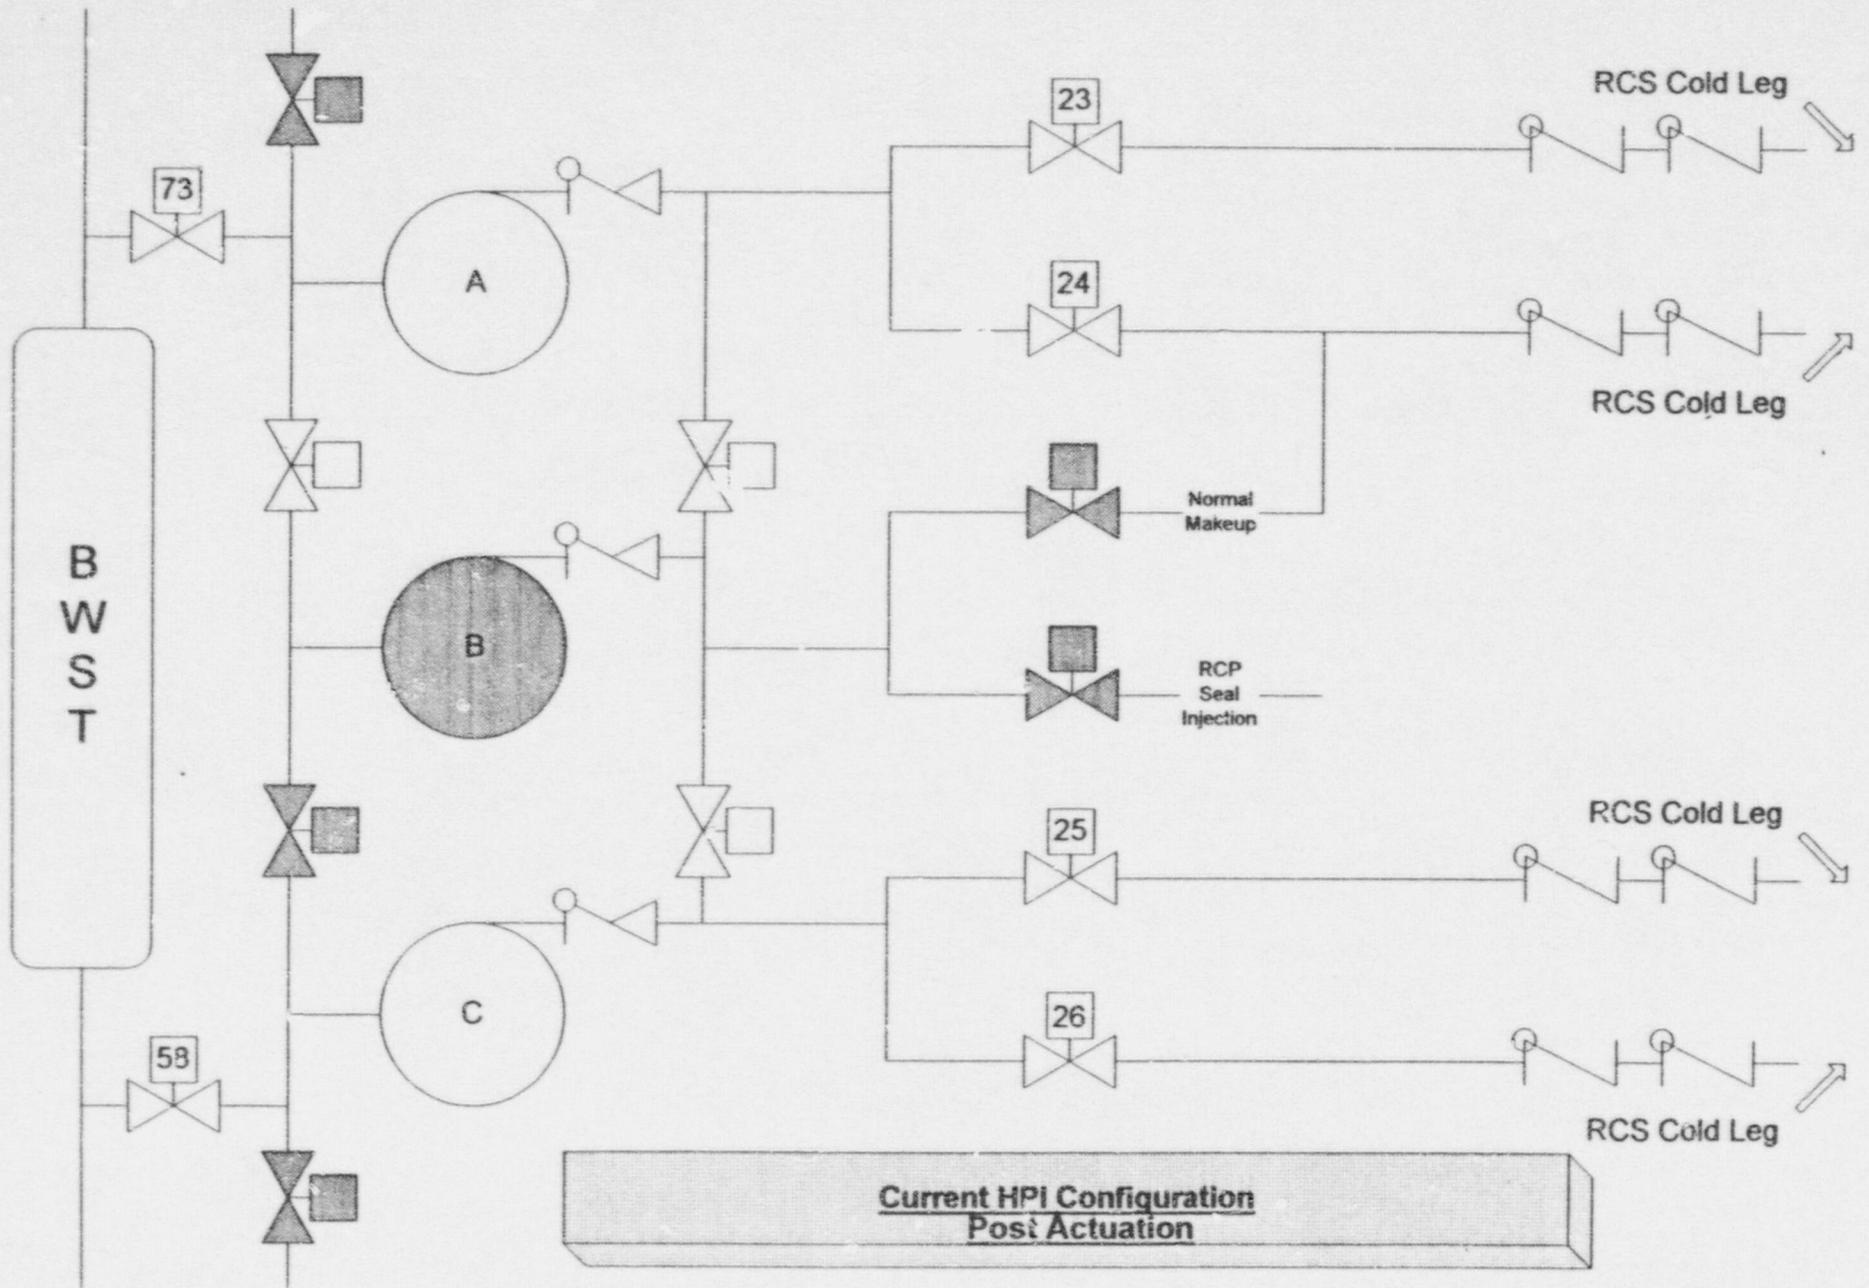 RCS Cold Leg
23
73
A
24
RCS Cold Leg
Normal
Makeup
B
W
S
T
B
RCP
Seal
Injection
RCS Cold Leg
25
C
26
58
RCS Cold Leg
Current HPI Configuration
Post Actuation